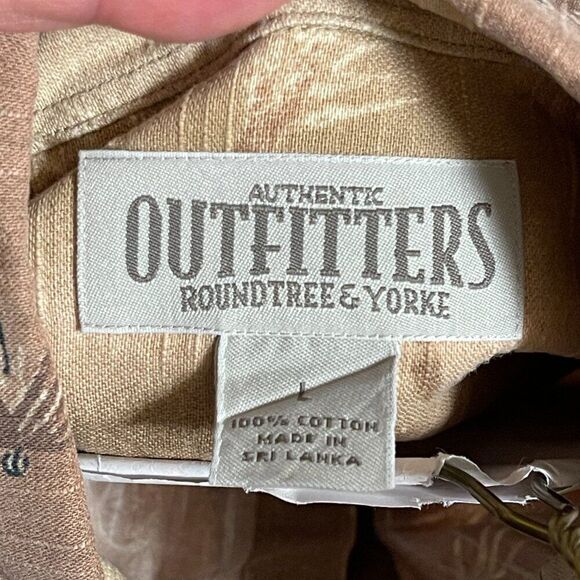 AUTHENTIC
OUTFITTERS
ROUNDTREE & YORKE
L
100% COTTON
MADE IN
SRI LANKA